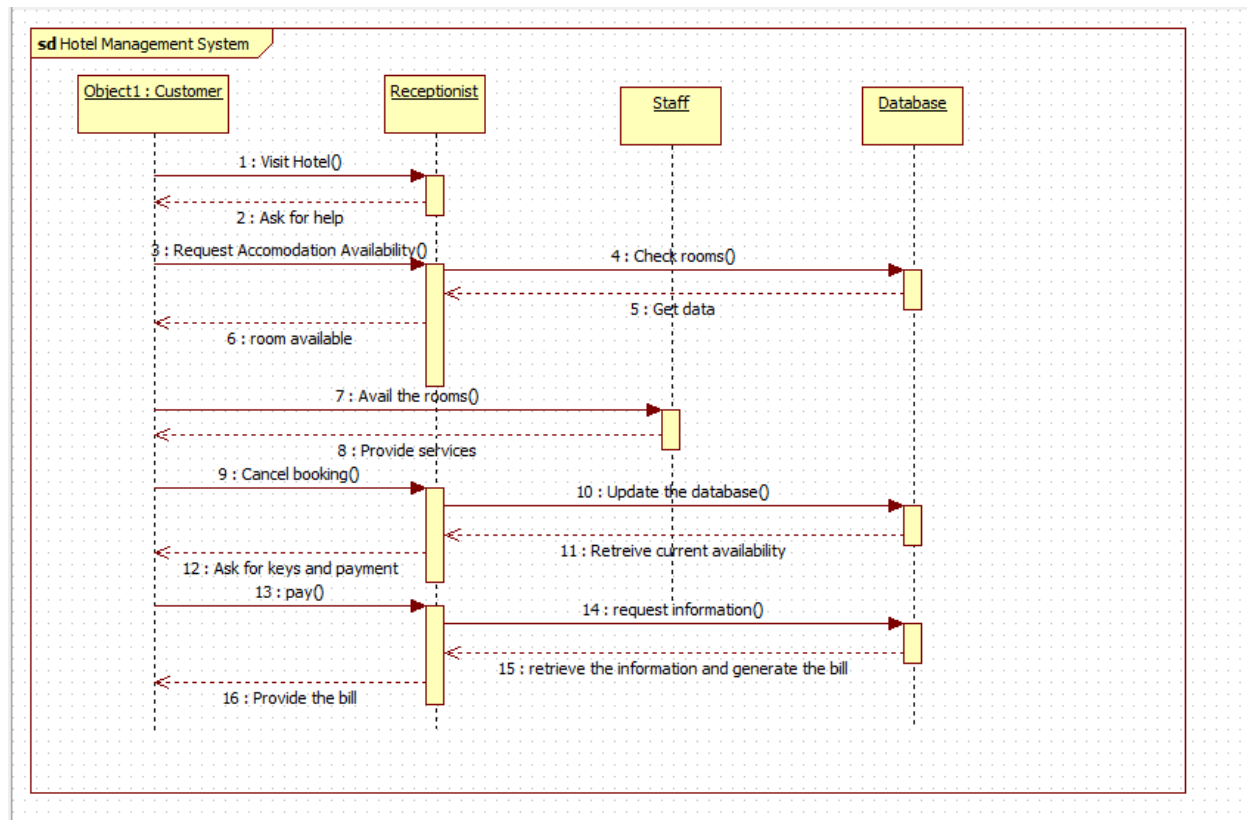 sd Hotel Management System
Object1 : Customer
Receptionist
Staff
Database
1 : Visit Hotel()
2 : Ask for help
3 : Request Accomodation Availability()
4 : Check rooms()
5 : Get data
6 : room available
7 : Avail the rooms()
8 : Provide services
9 : Cancel booking()
10 : Update the database()
11 : Retreive current availability
12 : Ask for keys and payment
13 : pay()
14 : request information()
15 : retrieve the information and generate the bill
16 : Provide the bill